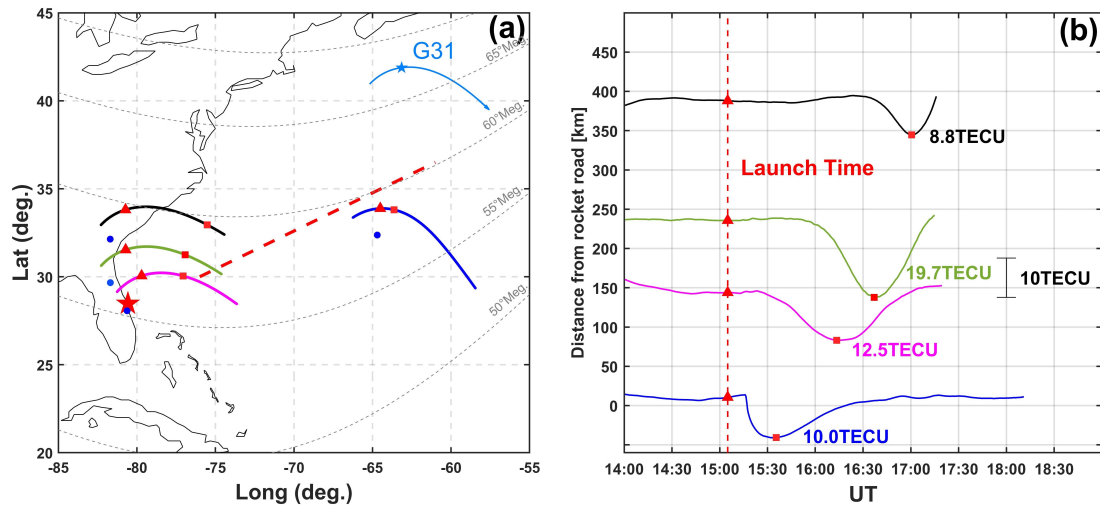 (a)
G31
65°Meg.
60°Meg.
55°Meg.
50°Meg.
45
40
35
30
25
20
-85
-80
-75
-70
-65
-60
-55
Lat (deg.)
Long (deg.)
(b)
450
400
350
300
250
200
150
100
50
0
Distance from rocket road [km]
8.8TECU
Launch Time
19.7TECU
10TECU
12.5TECU
10.0TECU
14:00
14:30
15:00
15:30
16:00
16:30
17:00
17:30
18:00
18:30
UT